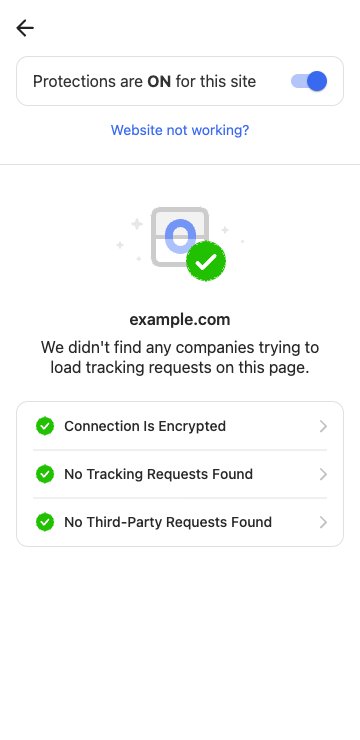 Protections are ON for this site
Website not working?
example.com
We didn't find any companies trying to
load tracking requests on this page.
Connection Is Encrypted
No Tracking Requests Found
No Third-Party Requests Found